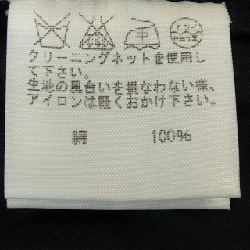 クリーニングネットを使用し
て下さい。
生地の風合いを損なわない様、
アイロンは軽くおかけ下さい。
綿 100%